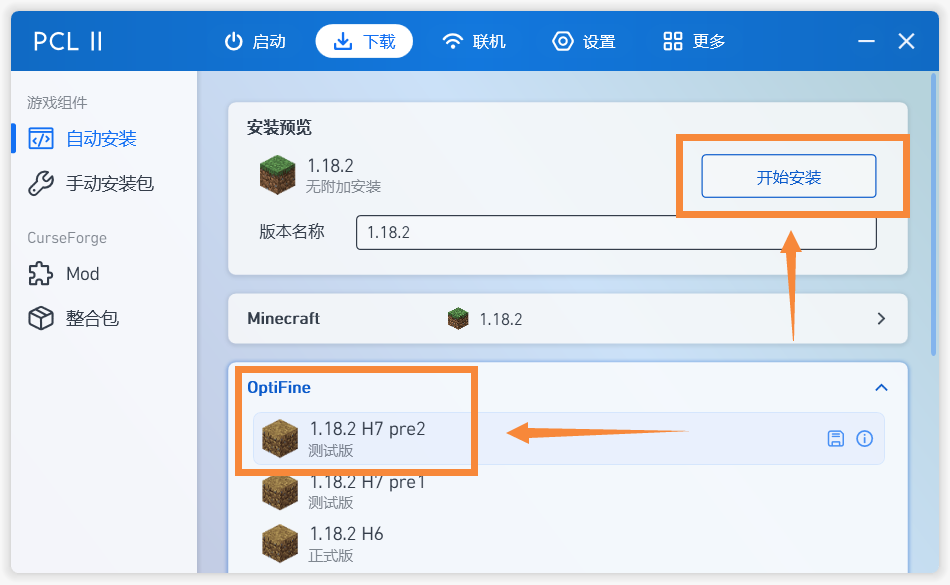 PCL II
启动
下载
联机
设置
更多
游戏组件
自动安装
手动安装包
CurseForge
Mod
整合包
安装预览
1.18.2
无附加安装
开始安装
版本名称
1.18.2
Minecraft
1.18.2
OptiFine
1.18.2 H7 pre2
测试版
1.18.2 H7 pre1
测试版
1.18.2 H6
正式版